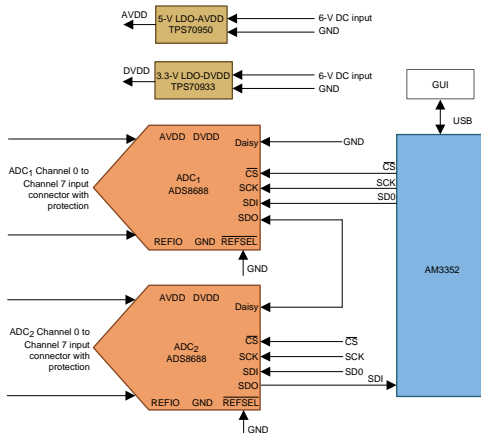 AVDD
5-V LDO-AVDD
TPS70950
6-V DC input
GND
DVDD
3.3-V LDO-DVDD
TPS70933
6-V DC input
GND
GUI
USB
AVDD DVDD
Daisy
GND
ADC1 Channel 0 to
Channel 7 input
connector with
protection
ADC1
ADS8688
CS
SCK
SDI
SDO
CS
SCK
SD0
REFIO GND REFSEL
GND
AM3352
AVDD DVDD
Daisy
ADC2 Channel 0 to
Channel 7 input
connector with
protection
ADC2
ADS8688
CS
SCK
SDI
SDO
CS
SCK
SD0
SDI
REFIO GND REFSEL
GND